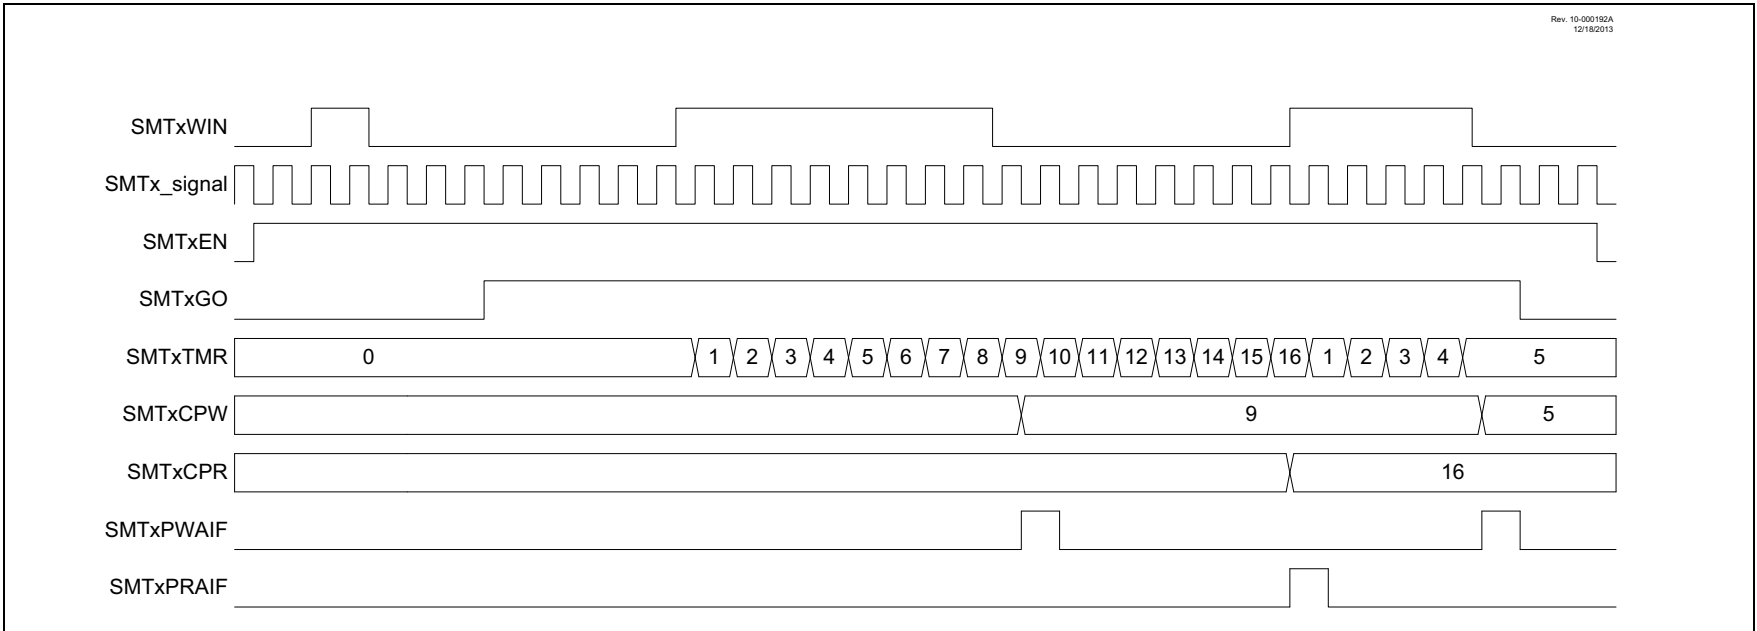 Rev. 10-000192A
12/18/2013
SMTxWIN
SMTx_signal
SMTxEN
SMTxGO
SMTxTMR 0 1 2 3 4 5 6 7 8 9 10 11 12 13 14 15 16 1 2 3 4 5
SMTxCPW 9 5
SMTxCPR 16
SMTxPWAIF
SMTxPRAIF